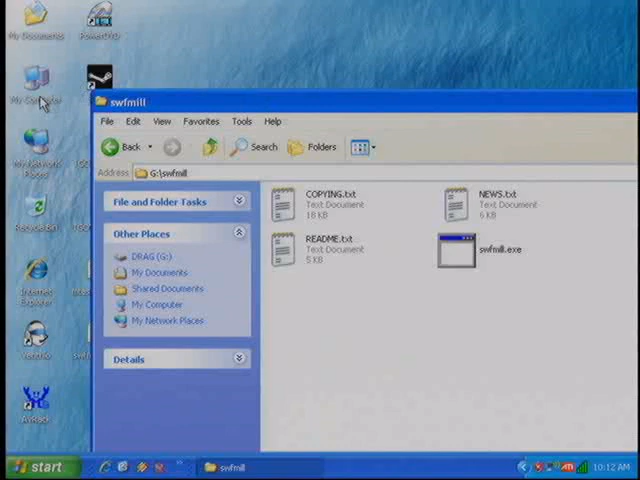 My Documents
PowerDVD
My Computer
My Network
Places
Recycle Bin
Internet
Explorer
Ventrilo
AVRack
swfmill
File Edit View Favorites Tools Help
Back Search Folders
Address G:\swfmill
File and Folder Tasks
Other Places
DRAG (G:)
My Documents
Shared Documents
My Computer
My Network Places
Details
COPYING.txt
Text Document
18 KB
NEWS.txt
Text Document
6 KB
README.txt
Text Document
5 KB
swfmill.exe
start swfmill ATI 10:12 AM